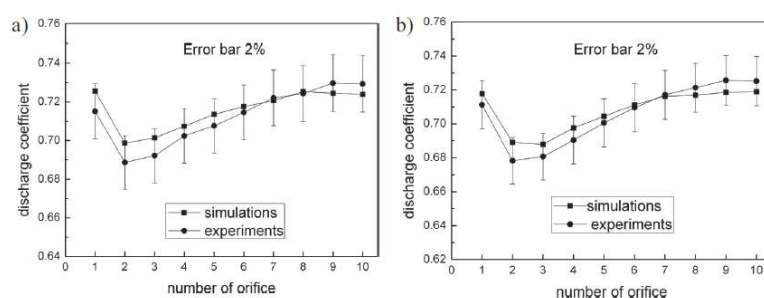 a)
Error bar 2%
discharge coefficient
0.76
0.72
0.70
0.68
0.66
0.64
simulations
experiments
0 1 2 3 4 5 6 7 8 9 10
number of orifice
b)
Error bar 2%
discharge coefficient
0.76
0.74
0.72
0.70
0.68
0.66
0.64
0.62
simulations
experiments
0 1 2 3 4 5 6 7 8 9 10
number of orifice